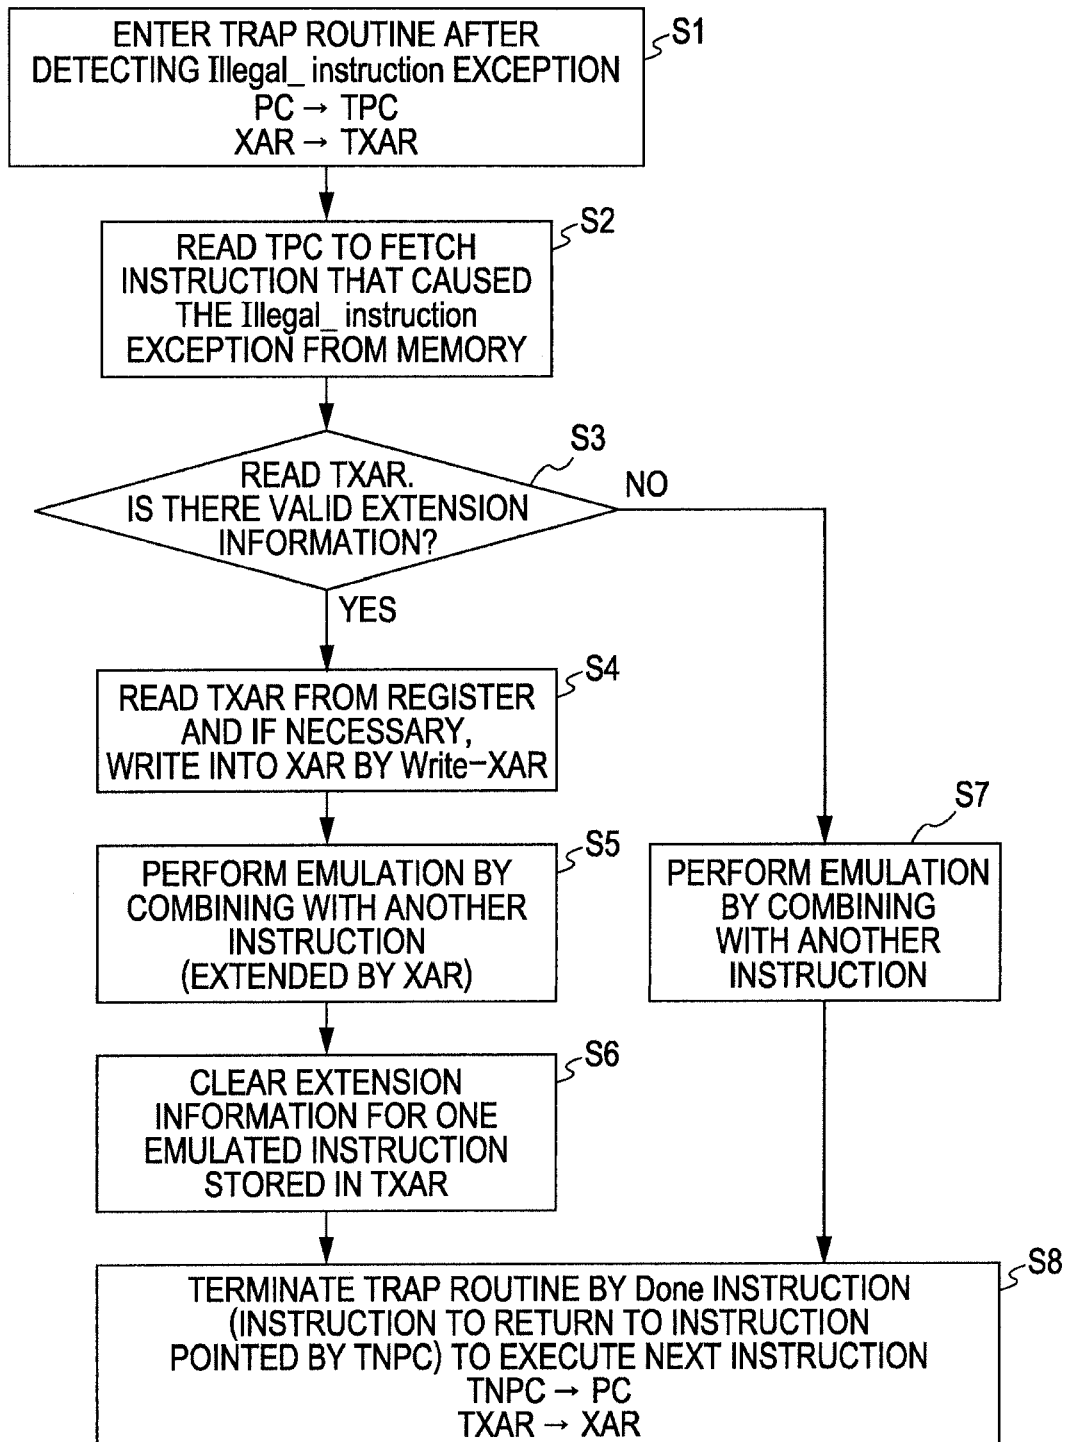 ENTER TRAP ROUTINE AFTER
DETECTING Illegal_ instruction EXCEPTION
PC → TPC
XAR → TXAR
S1
READ TPC TO FETCH
INSTRUCTION THAT CAUSED
THE Illegal_ instruction
EXCEPTION FROM MEMORY
S2
READ TXAR.
IS THERE VALID EXTENSION
INFORMATION?
S3
NO
YES
READ TXAR FROM REGISTER
AND IF NECESSARY,
WRITE INTO XAR BY Write-XAR
S4
PERFORM EMULATION BY
COMBINING WITH ANOTHER
INSTRUCTION
(EXTENDED BY XAR)
S5
PERFORM EMULATION
BY COMBINING
WITH ANOTHER
INSTRUCTION
S7
CLEAR EXTENSION
INFORMATION FOR ONE
EMULATED INSTRUCTION
STORED IN TXAR
S6
TERMINATE TRAP ROUTINE BY Done INSTRUCTION
(INSTRUCTION TO RETURN TO INSTRUCTION
POINTED BY TNPC) TO EXECUTE NEXT INSTRUCTION
TNPC → PC
TXAR → XAR
S8